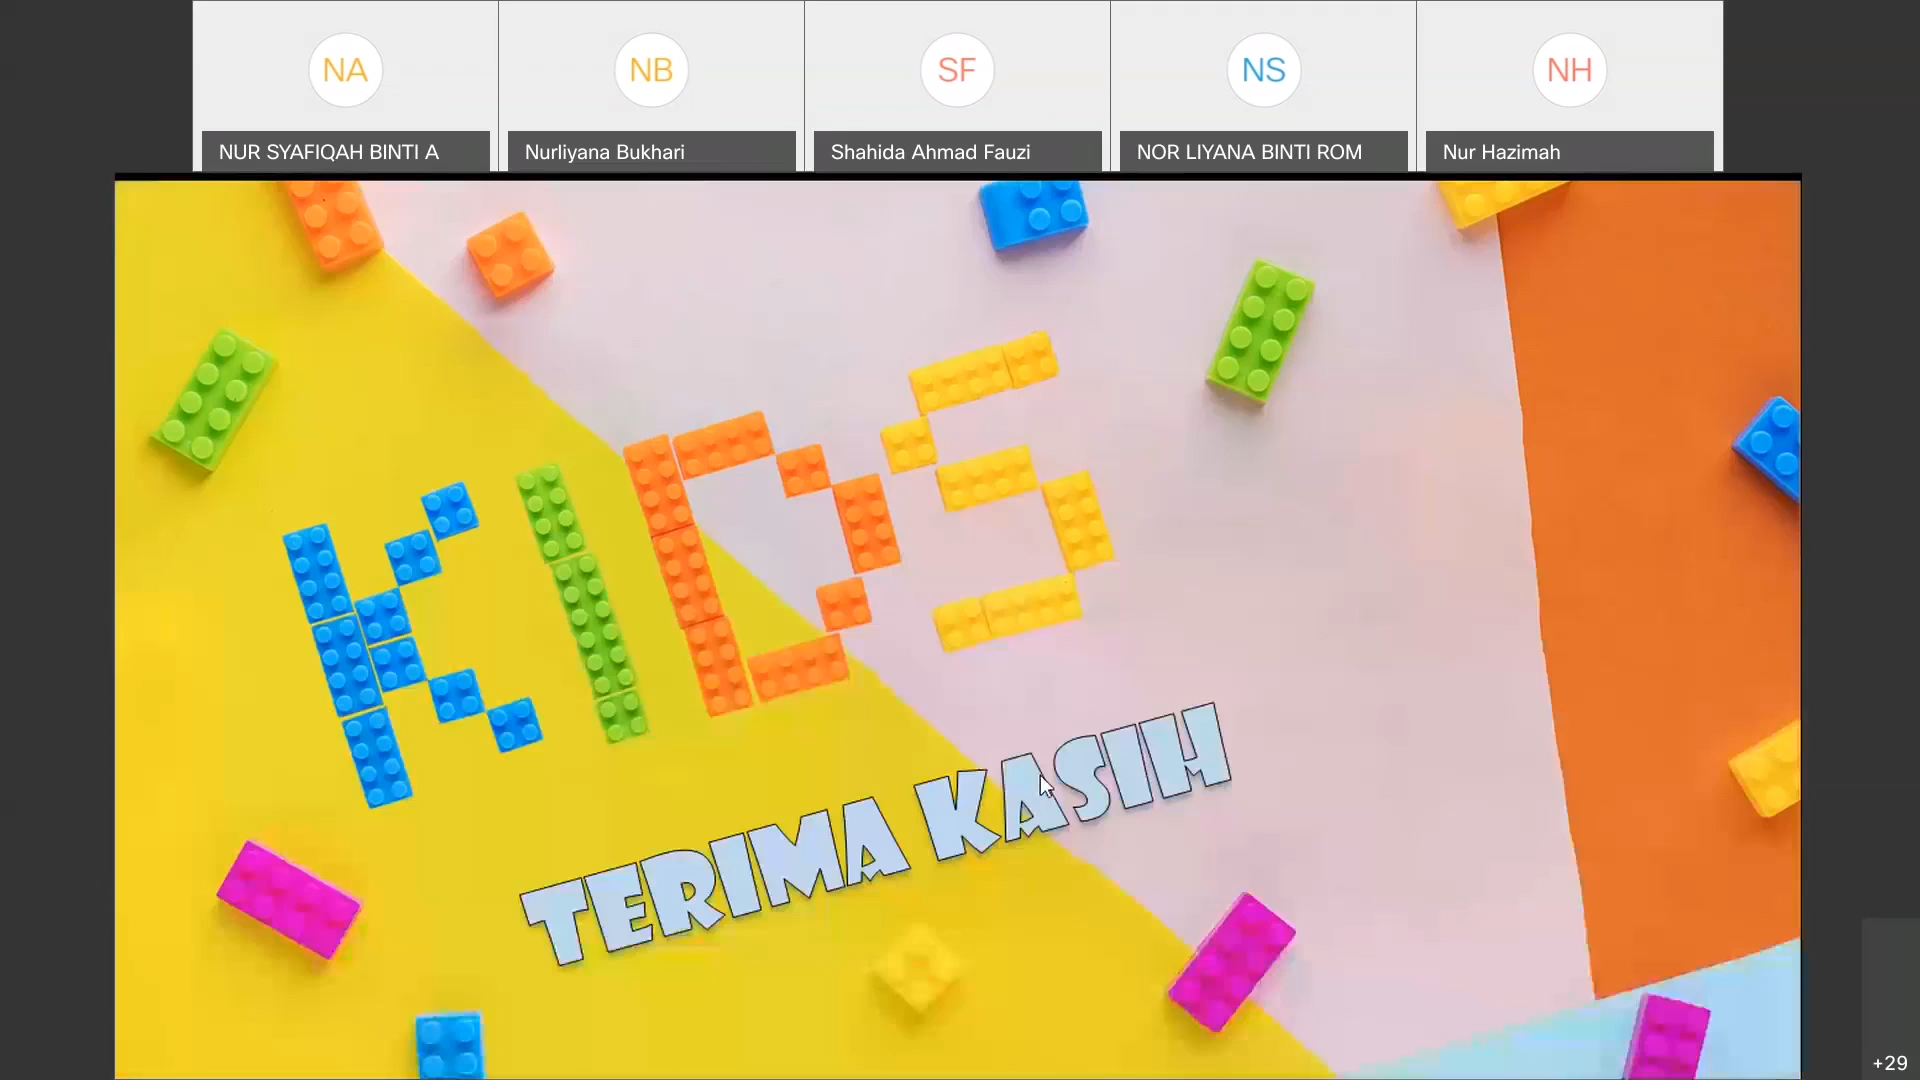 NA
NB
SF
NS
NH
NUR SYAFIQAH BINTI A
Nurliyana Bukhari
Shahida Ahmad Fauzi
NOR LIYANA BINTI ROM
Nur Hazimah
KIDS
TERIMA KASIH
+29